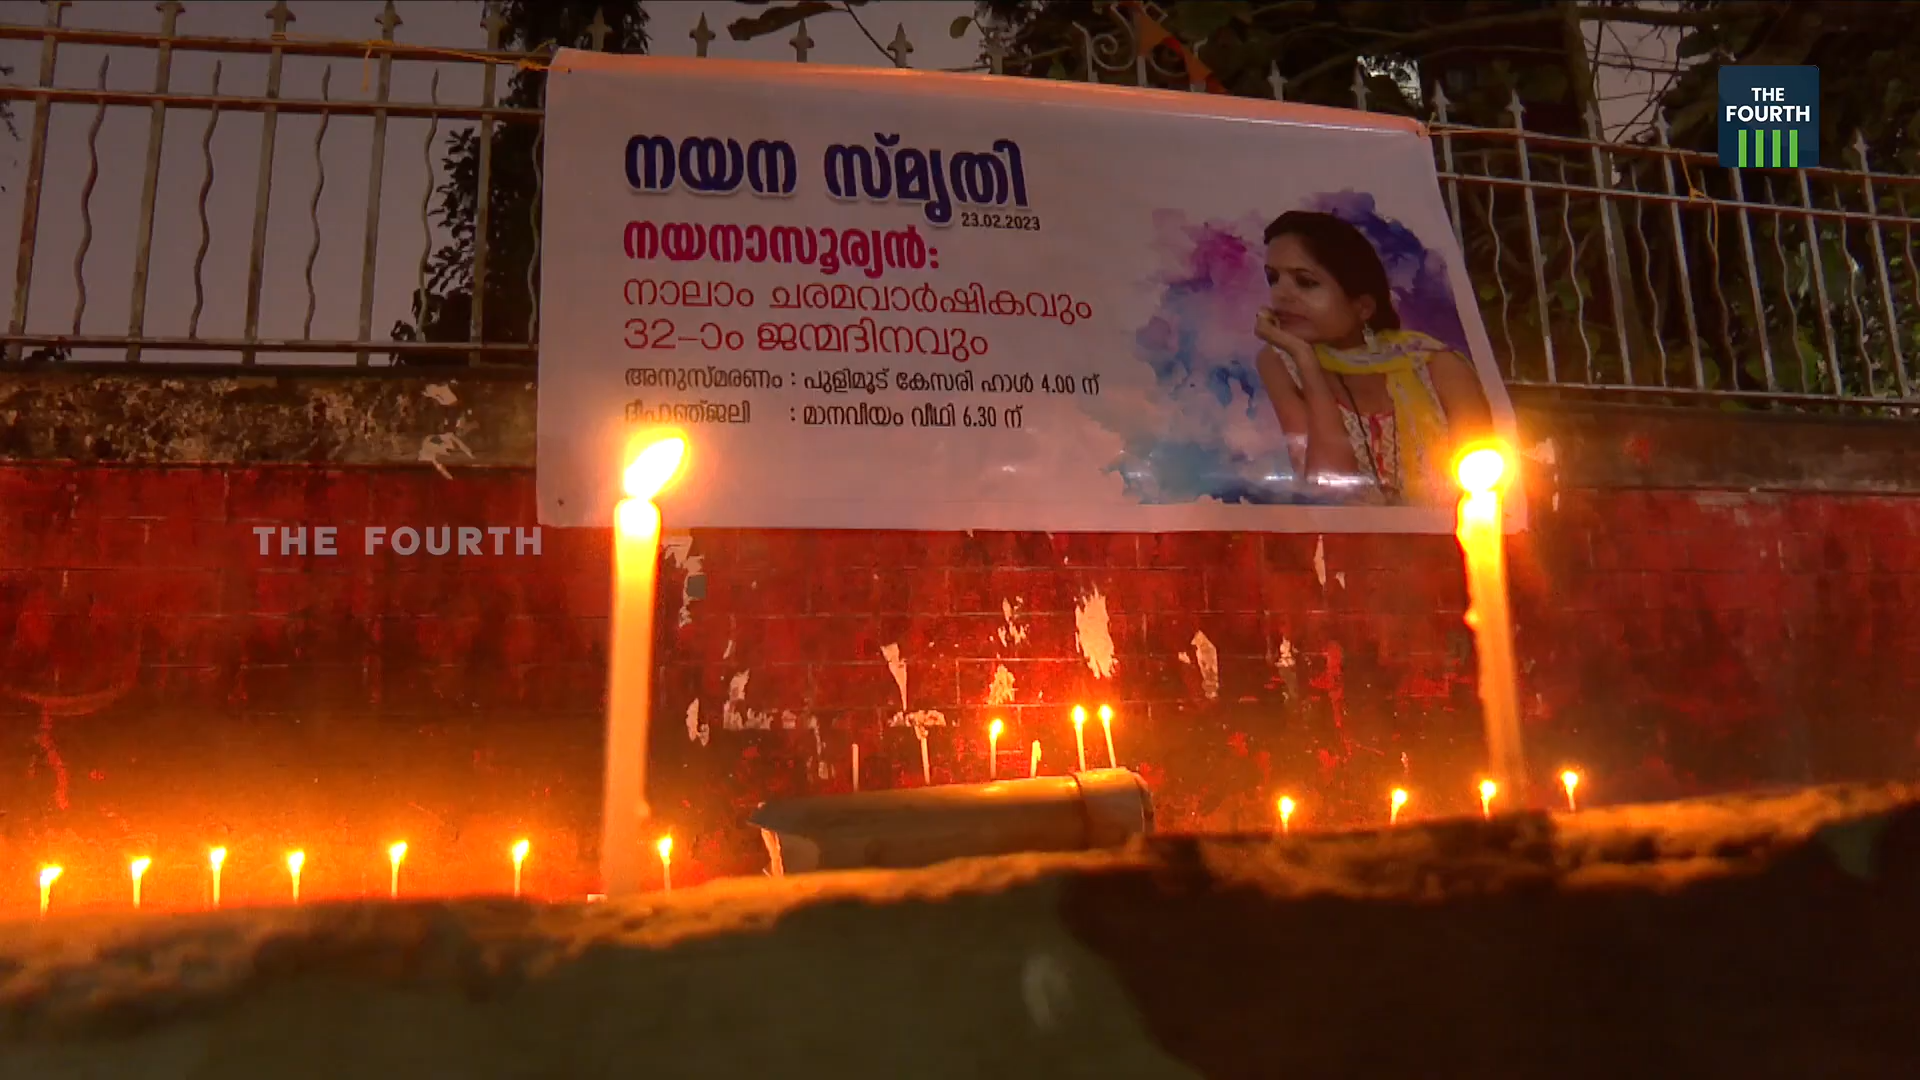 THE
FOURTH
നയന സ്മൃതി
23.02.2023
നയനാസൂര്യൻ:
നാലാം ചരമവാർഷികവും
32-ാം ജന്മദിനവും
അനുസ്മരണം : പുളിമൂട് കേസരി ഹാൾ 4.00 ന്
ദീപാഞ്ജലി : മാനവീയം വീഥി 6.30 ന്
THE FOURTH